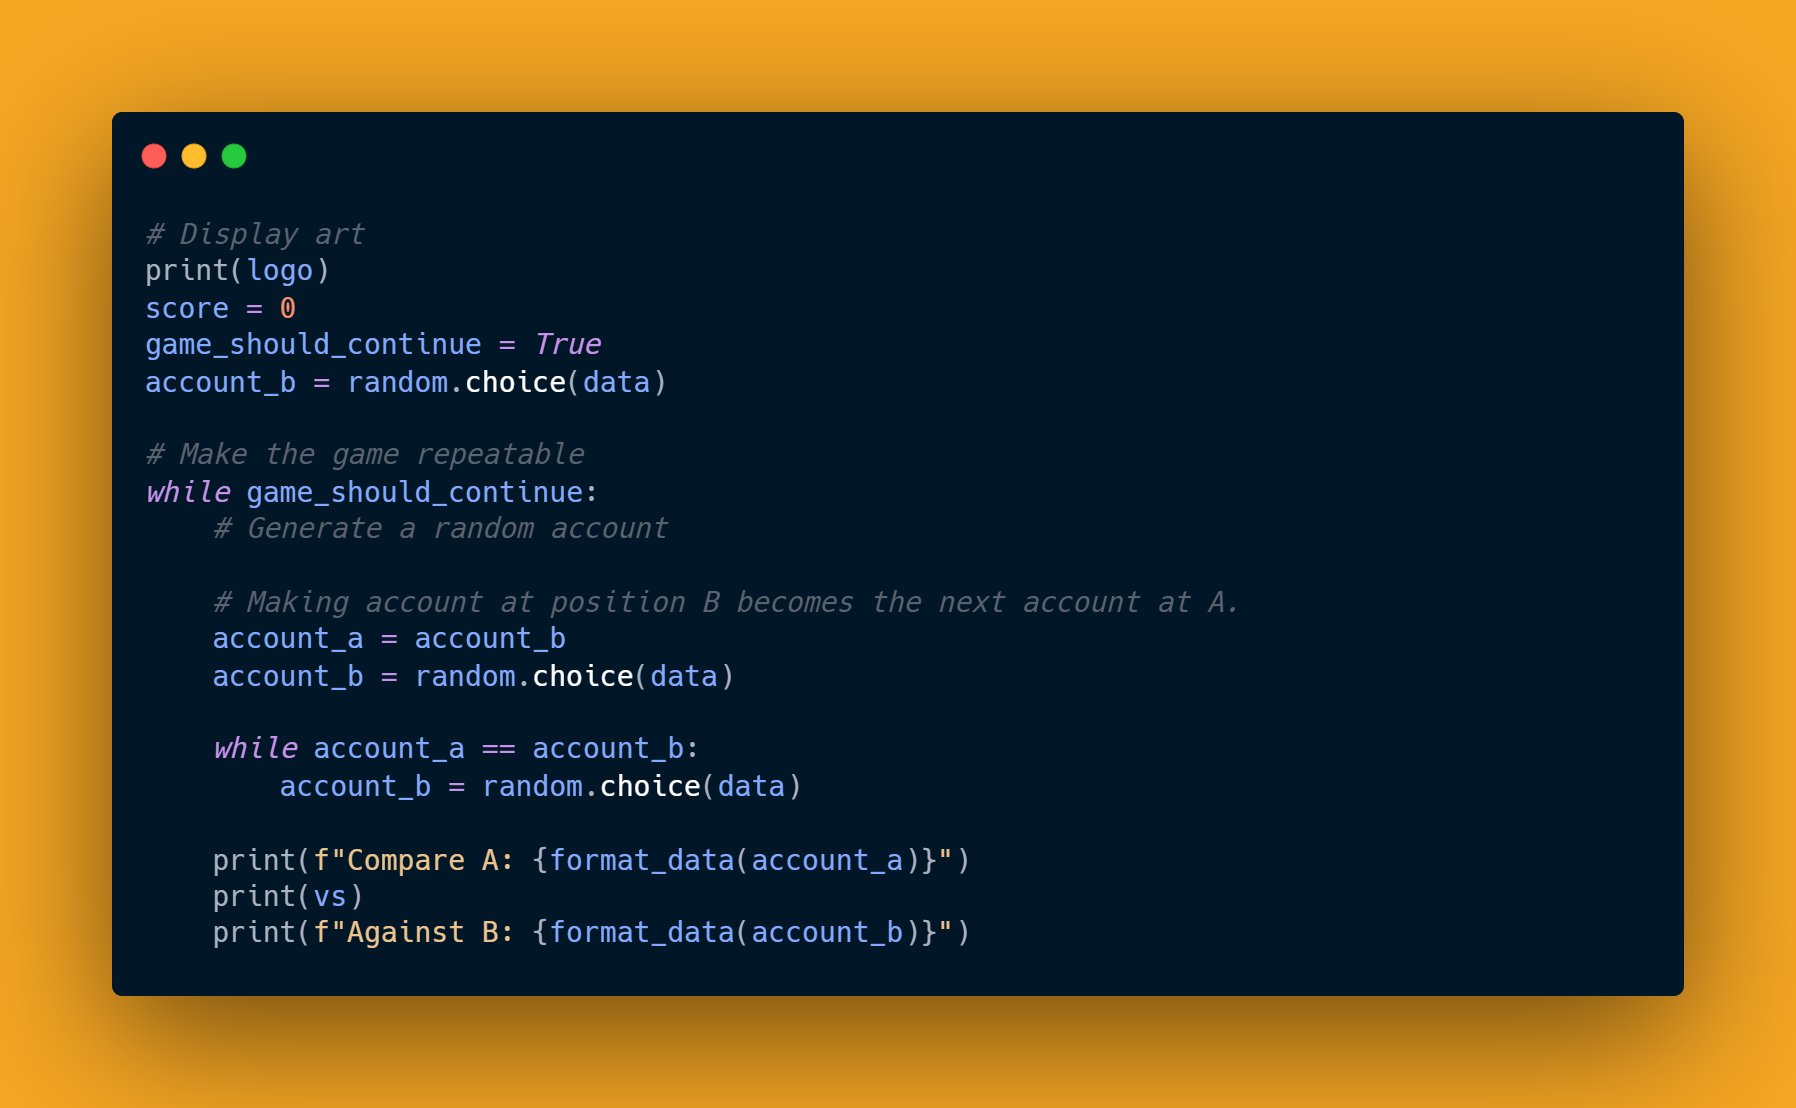 # Display art
print(logo)
score = 0
game_should_continue = True
account_b = random.choice(data)

# Make the game repeatable
while game_should_continue:
    # Generate a random account

    # Making account at position B becomes the next account at A.
    account_a = account_b
    account_b = random.choice(data)

    while account_a == account_b:
        account_b = random.choice(data)

    print(f"Compare A: {format_data(account_a)}")
    print(vs)
    print(f"Against B: {format_data(account_b)}")